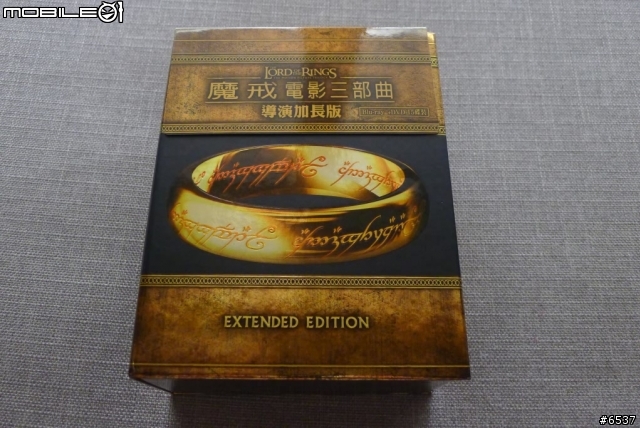 MOBILE01
THE LORD OF THE RINGS
魔戒 電影三部曲
導演加長版
EXTENDED EDITION
#6537